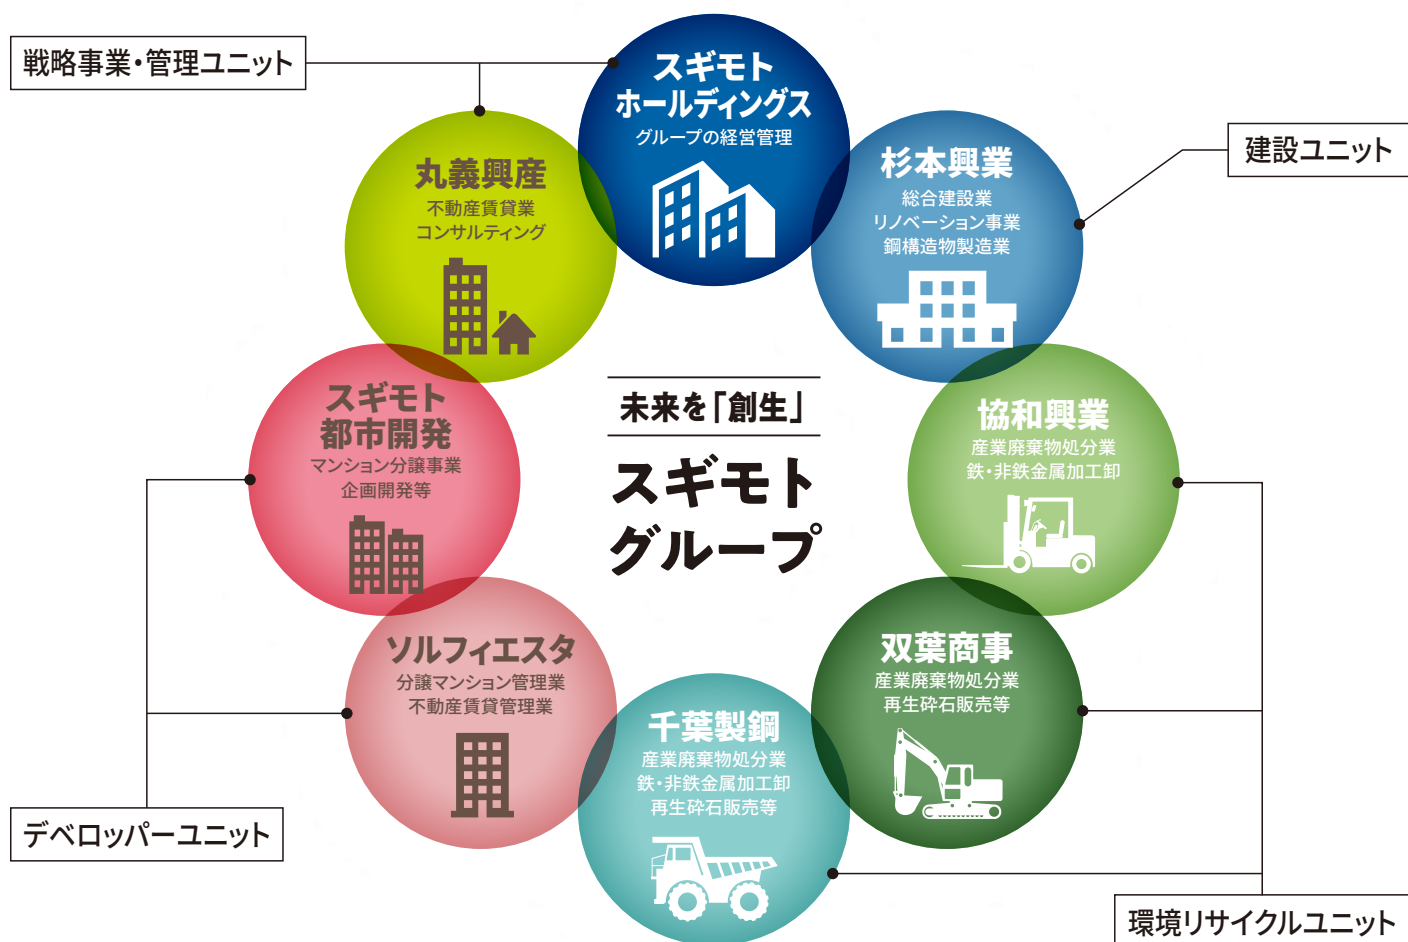 戦略事業・管理ユニット
スギモト
ホールディングス
グループの経営管理
杉本興業
総合建設業
リノベーション事業
鋼構造物製造業
建設ユニット
丸義興産
不動産賃貸業
コンサルティング
スギモト
都市開発
マンション分譲事業
企画開発等
未来を「創生」
スギモト
グループ
協和興業
産業廃棄物処分業
鉄・非鉄金属加工卸
ソルフィエスタ
分譲マンション管理業
不動産賃貸管理業
千葉製鋼
産業廃棄物処分業
鉄・非鉄金属加工卸
再生砕石販売等
双葉商事
産業廃棄物処分業
再生砕石販売等
デベロッパーユニット
環境リサイクルユニット